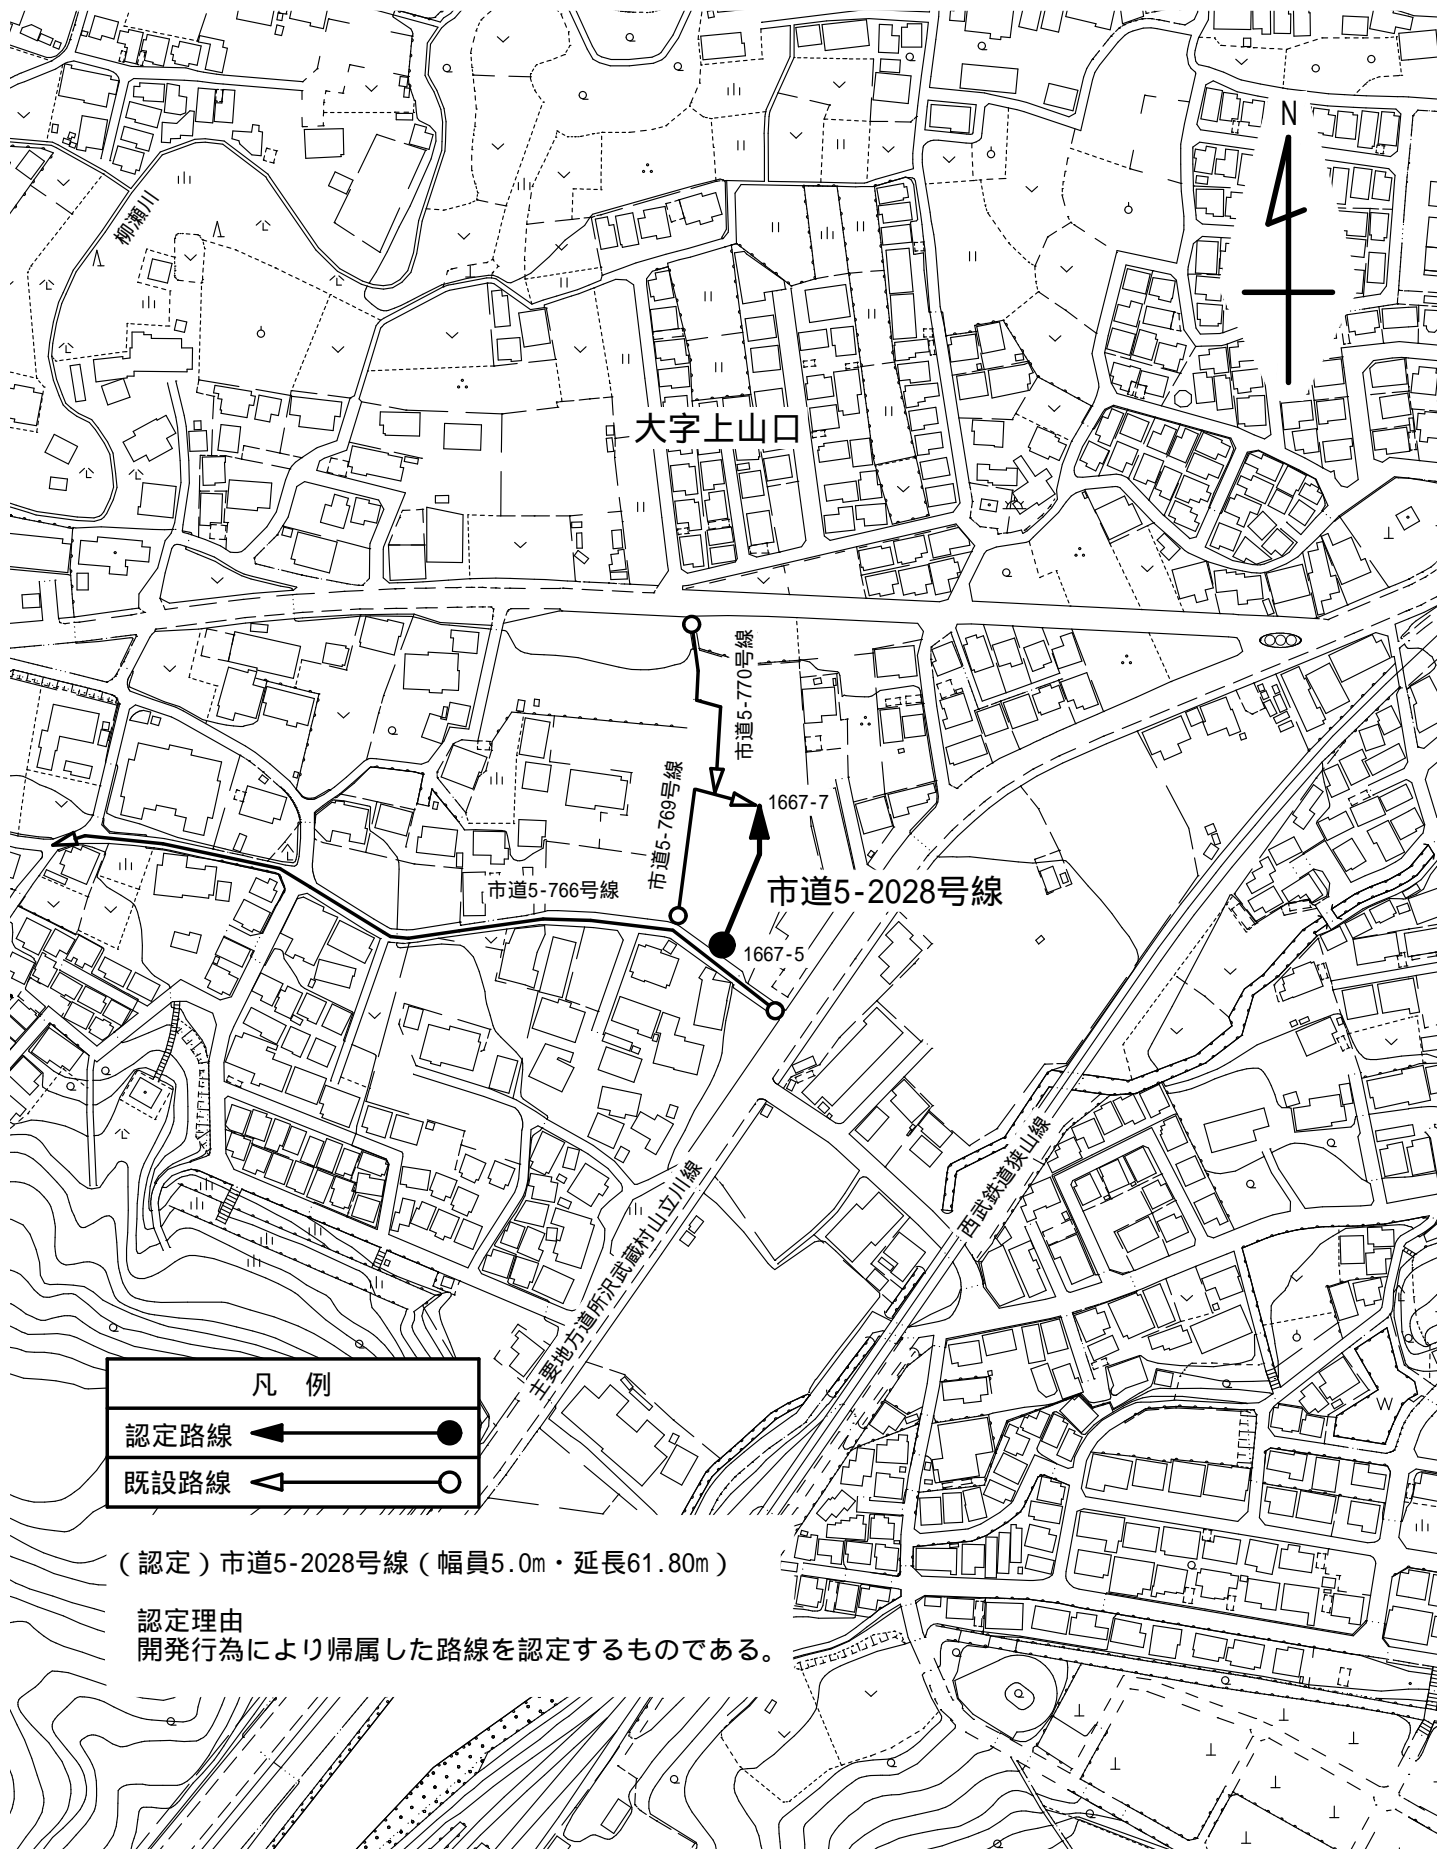 N
柳瀬川
大字上山口
市道5-770号線
市道5-769号線
1667-7
市道5-766号線
市道5-2028号線
1667-5
西武鉄道狭山線
主要地方道所沢武蔵村山立川線
W
凡 例
認定路線
既設路線
（認定）市道5-2028号線（幅員5.0m・延長61.80m）
認定理由
開発行為により帰属した路線を認定するものである。